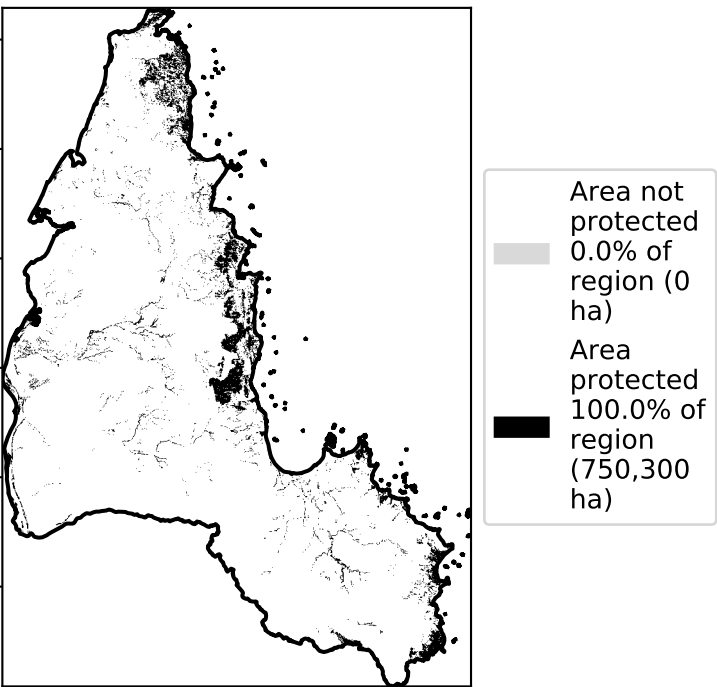 Area not
protected
0.0% of
region (0
ha)
Area
protected
100.0% of
region
(750,300
ha)